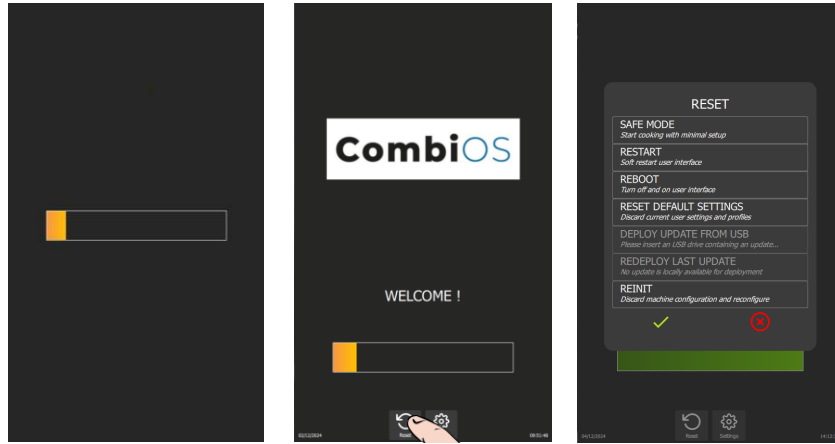 CombiOS
WELCOME !
Reset
02/12/2024
RESET
SAFE MODE
Start cooking with minimal setup
RESTART
Soft restart user interface
REBOOT
Turn off and on user interface
RESET DEFAULT SETTINGS
Discard current user settings and profiles
DEPLOY UPDATE FROM USB
Please insert an USB drive containing an update...
REDEPLOY LAST UPDATE
No update is locally available for deployment
REINIT
Discard machine configuration and reconfigure
Reset
Settings
04/12/2024